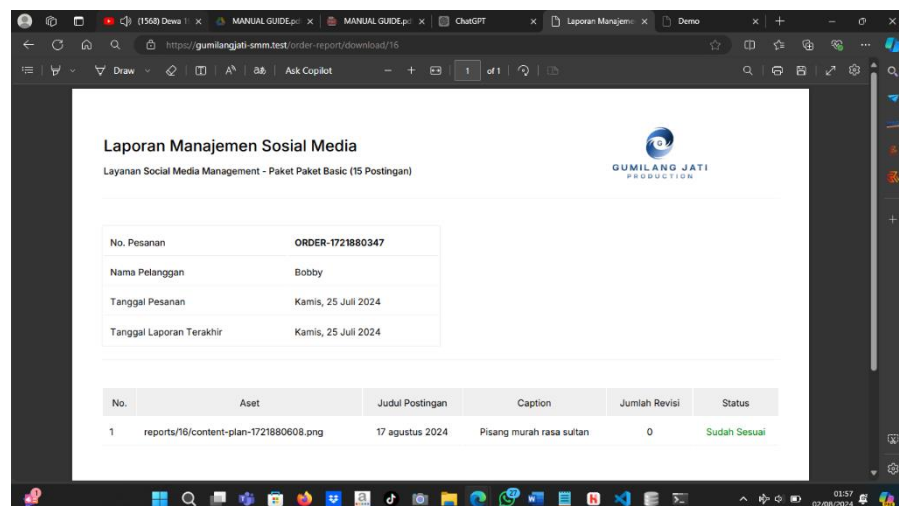 (1568) Dewa 1
MANUAL GUIDE.pd
MANUAL GUIDE.pd
ChatGPT
Laporan Manajeme
Demo
https://gumilangjati-smm.test/order-report/download/16
Draw
Ask Copilot
1 of 1
Laporan Manajemen Sosial Media
Layanan Social Media Management - Paket Paket Basic (15 Postingan)
GUMILANG JATI
PRODUCTION
No. Pesanan ORDER-1721880347
Nama Pelanggan Bobby
Tanggal Pesanan Kamis, 25 Juli 2024
Tanggal Laporan Terakhir Kamis, 25 Juli 2024
No. Aset Judul Postingan Caption Jumlah Revisi Status
1 reports/16/content-plan-1721880608.png 17 agustus 2024 Pisang murah rasa sultan 0 Sudah Sesuai
01:57
02/08/2024